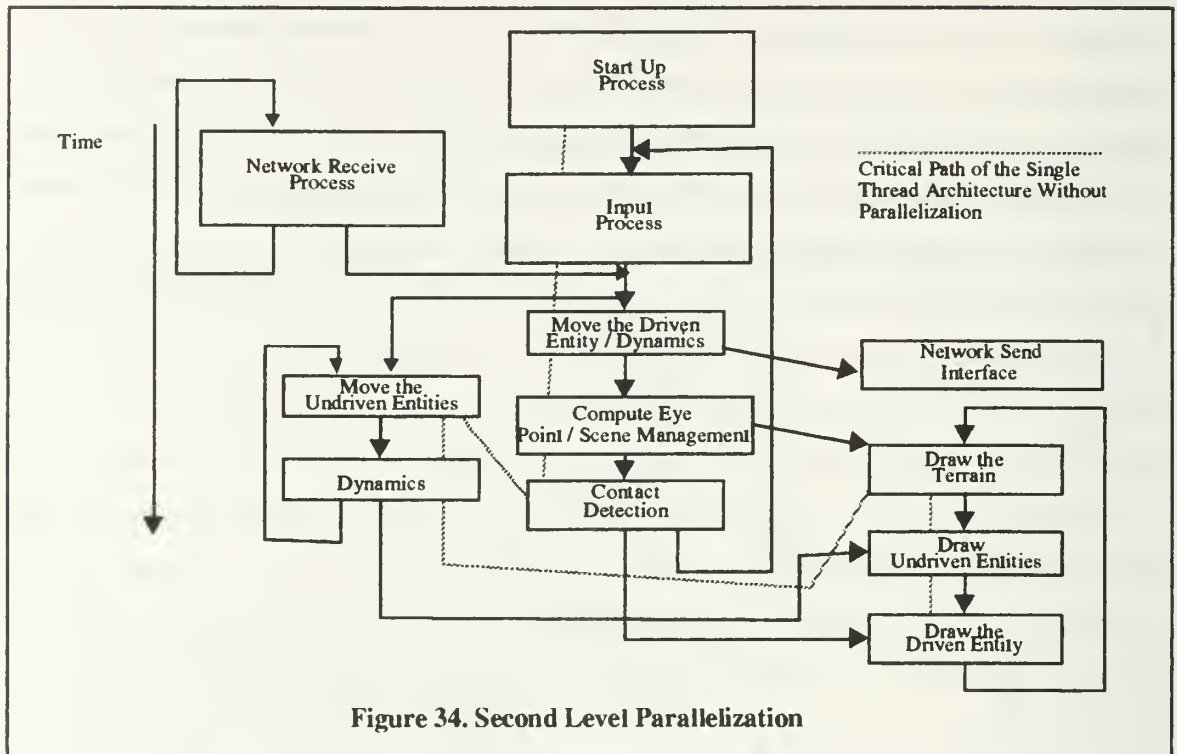 Start Up
Process
Time
Network Receive
Process
Input
Process
Critical Path of the Single
Thread Architecture Without
Parallelization
Move the Driven
Entity / Dynamics
Network Send
Interface
Move the
Undriven Entities
Compute Eye
Point / Scene Management
Draw the
Terrain
Dynamics
Contact
Detection
Draw
Undriven Entities
Draw the
Driven Entity
Figure 34. Second Level Parallelization